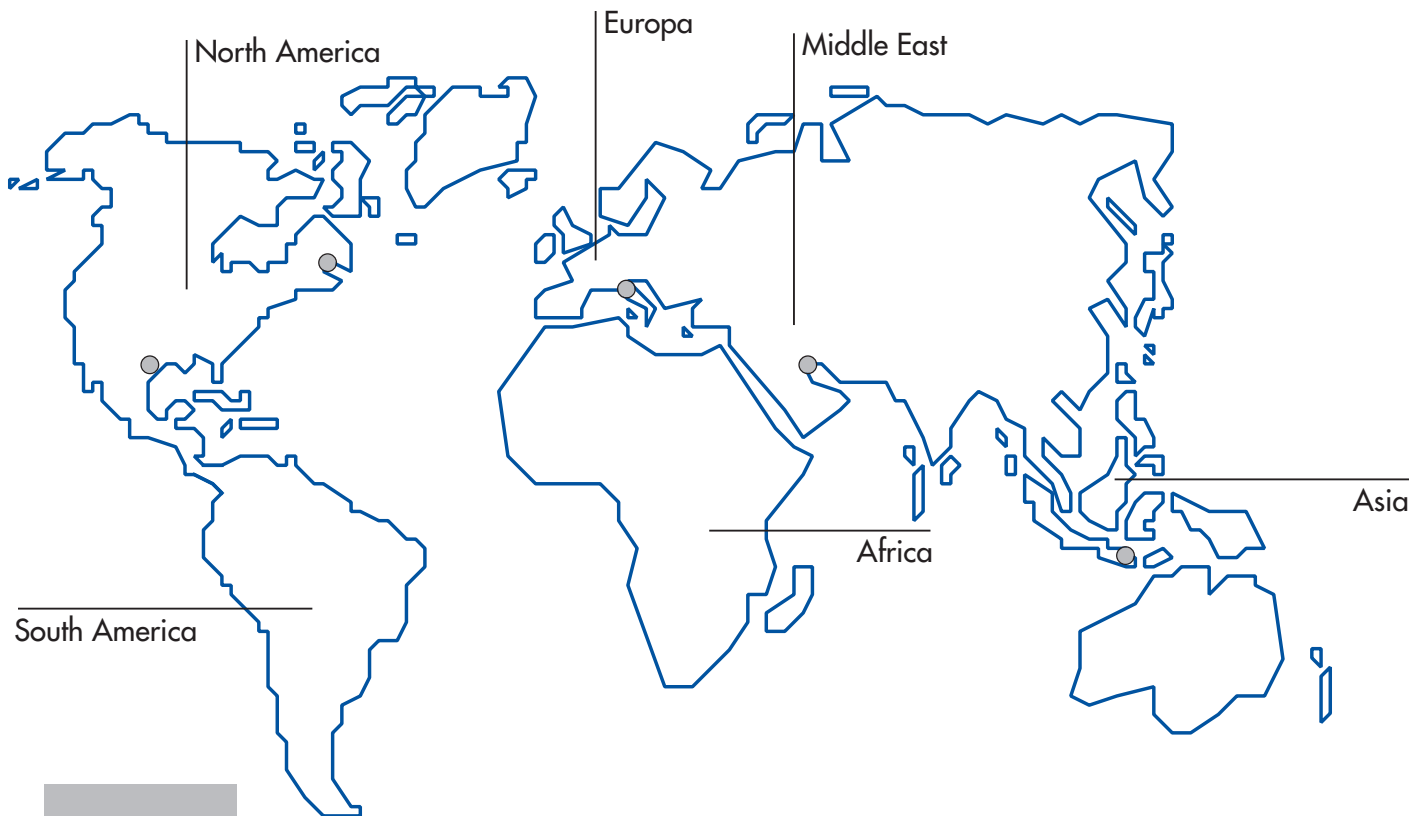 Europa
North America
Middle East
Asia
Africa
South America